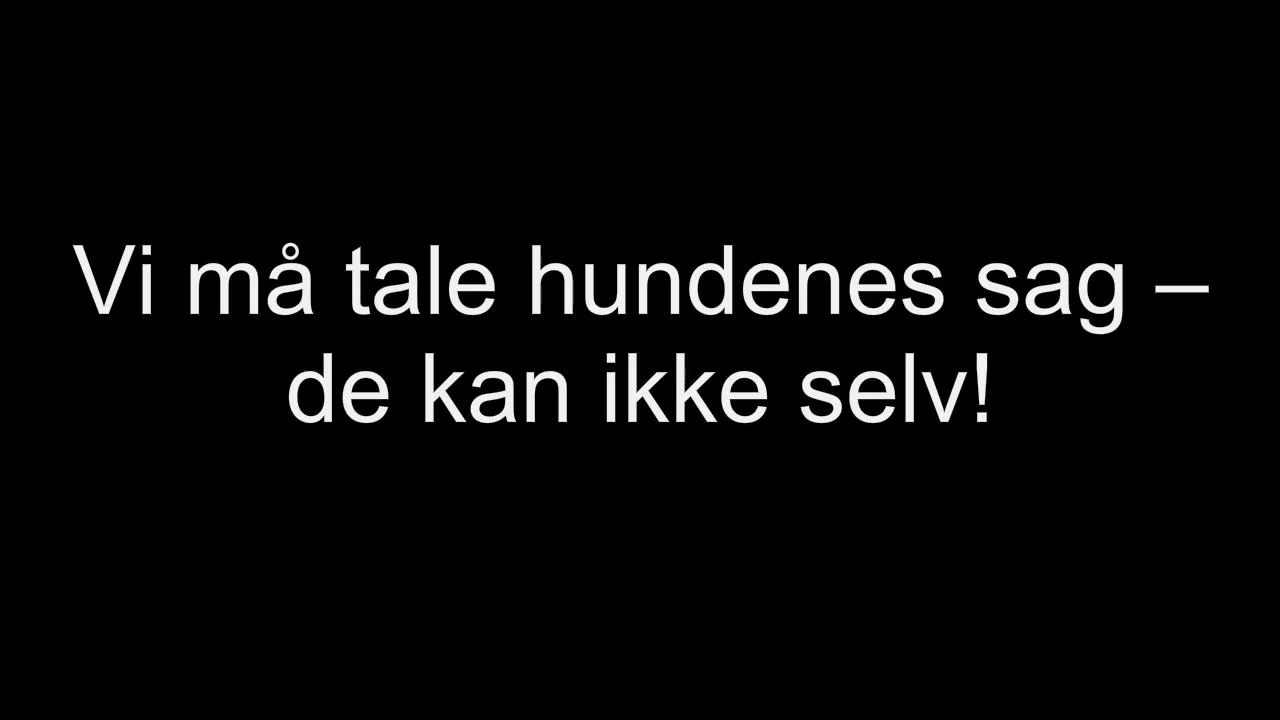 Vi må tale hundenes sag –
de kan ikke selv!